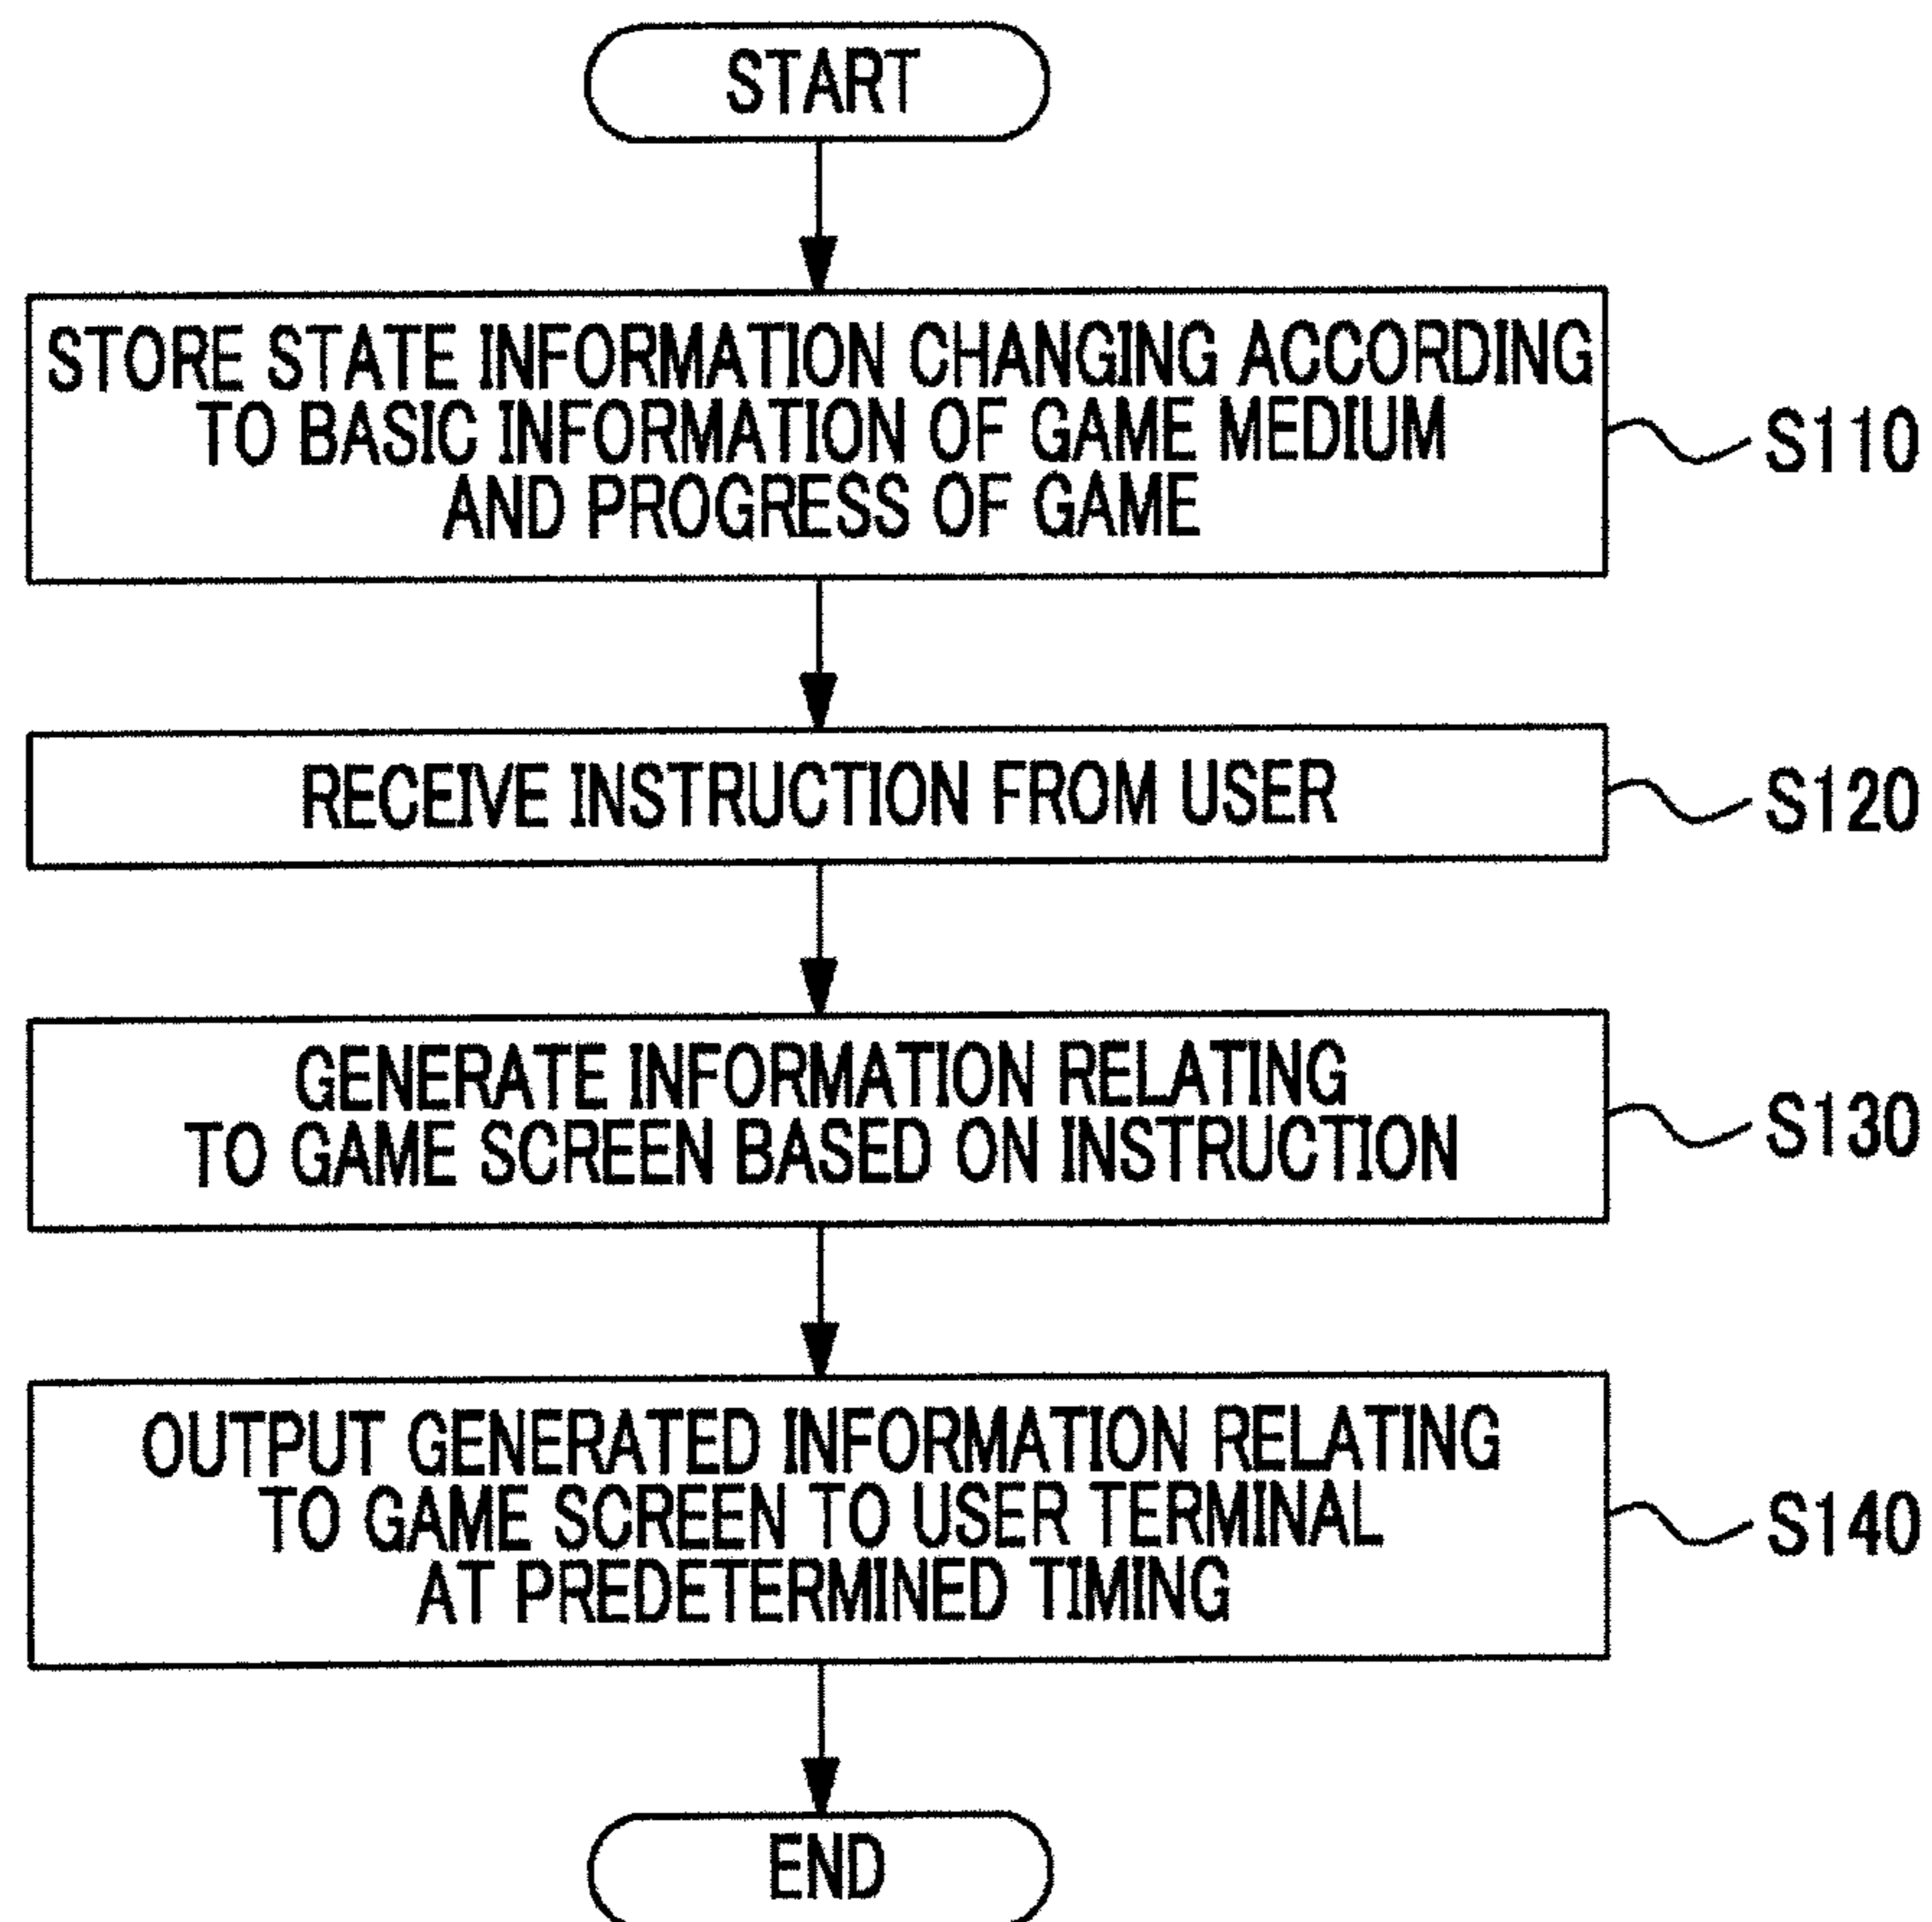 START
STORE STATE INFORMATION CHANGING ACCORDING
TO BASIC INFORMATION OF GAME MEDIUM
AND PROGRESS OF GAME
S110
RECEIVE INSTRUCTION FROM USER
S120
GENERATE INFORMATION RELATING
TO GAME SCREEN BASED ON INSTRUCTION
S130
OUTPUT GENERATED INFORMATION RELATING
TO GAME SCREEN TO USER TERMINAL
AT PREDETERMINED TIMING
S140
END